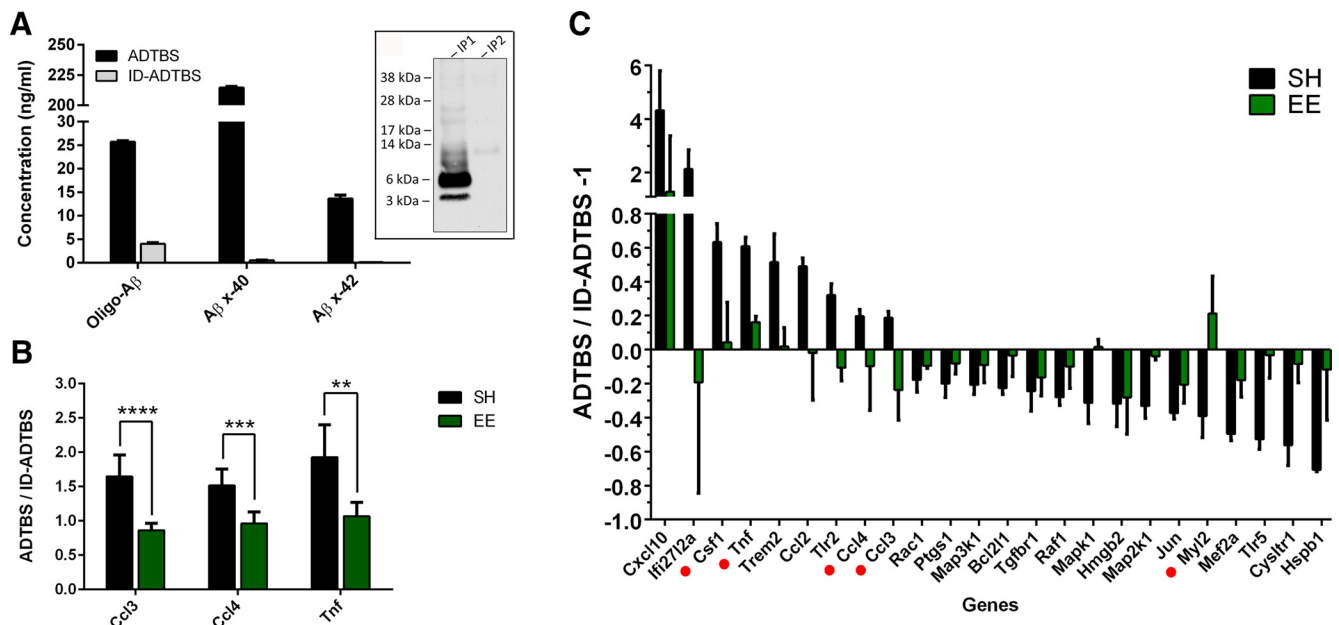 A
Concentration (ng/ml)
250
225
200
30
25
20
15
10
5
0
ADTBS
ID-ADTBS
Oligo-Aβ
Aβ x-40
Aβ x-42
– IP1
– IP2
38 kDa –
28 kDa –
17 kDa –
14 kDa –
6 kDa –
3 kDa –
B
ADTBS / ID-ADTBS
3.0
2.5
2.0
1.5
1.0
0.5
0.0
****
***
**
SH
EE
Ccl3
Ccl4
Tnf
C
ADTBS / ID-ADTBS -1
6
4
2
0.8
0.6
0.4
0.2
0.0
-0.2
-0.4
-0.6
-0.8
-1.0
SH
EE
Cxcl10
Ifi27l2a
Csf1
Tnf
Trem2
Ccl2
Tlr2
Ccl4
Ccl3
Rac1
Ptgs1
Map3k1
Bcl2l1
Tgfbr1
Raf1
Mapk1
Hmgb2
Map2k1
Jun
Myl2
Mef2a
Tlr5
Cysltr1
Hspb1
Genes